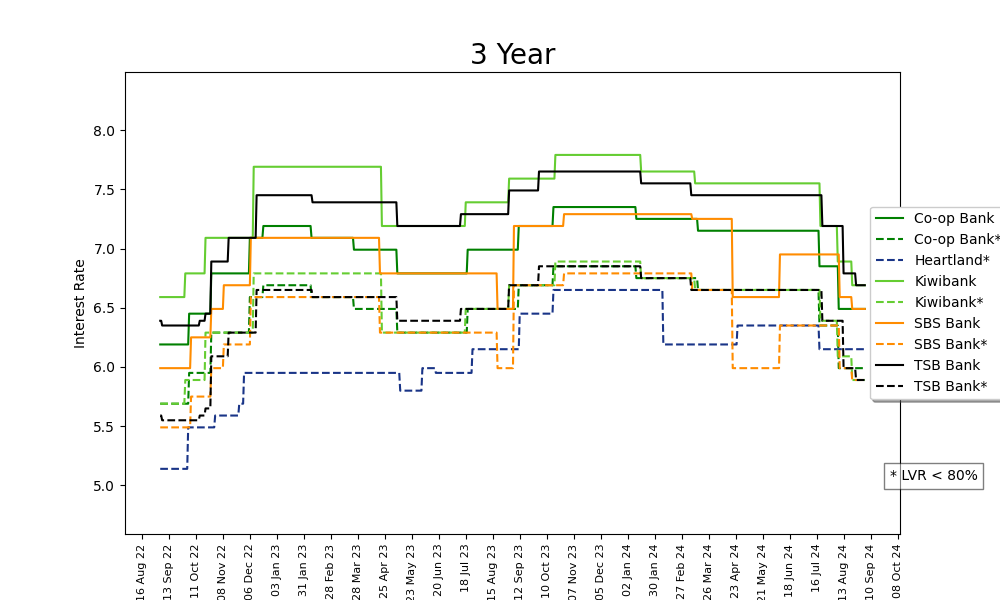 3 Year
Interest Rate
8.0
7.5
7.0
6.5
6.0
5.5
5.0
16 Aug 22
13 Sep 22
11 Oct 22
08 Nov 22
06 Dec 22
03 Jan 23
31 Jan 23
28 Feb 23
28 Mar 23
25 Apr 23
23 May 23
20 Jun 23
18 Jul 23
15 Aug 23
12 Sep 23
10 Oct 23
07 Nov 23
05 Dec 23
02 Jan 24
30 Jan 24
27 Feb 24
26 Mar 24
23 Apr 24
21 May 24
18 Jun 24
16 Jul 24
13 Aug 24
10 Sep 24
08 Oct 24
Co-op Bank
Co-op Bank*
Heartland*
Kiwibank
Kiwibank*
SBS Bank
SBS Bank*
TSB Bank
TSB Bank*
* LVR < 80%